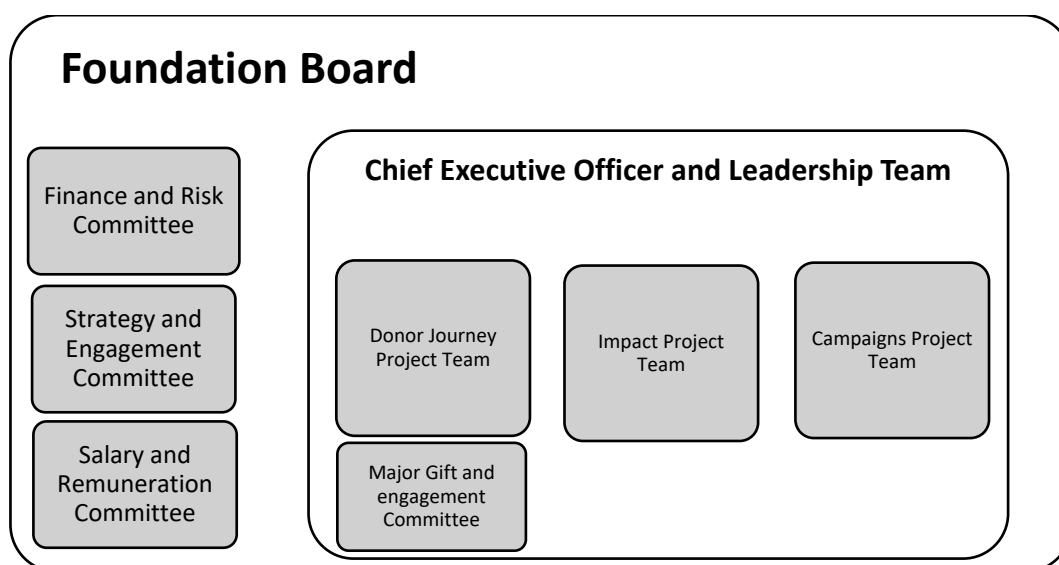 Foundation Board
Finance and Risk
Committee
Strategy and
Engagement
Committee
Salary and
Remuneration
Committee
Chief Executive Officer and Leadership Team
Donor Journey
Project Team
Impact Project
Team
Campaigns Project
Team
Major Gift and
engagement
Committee